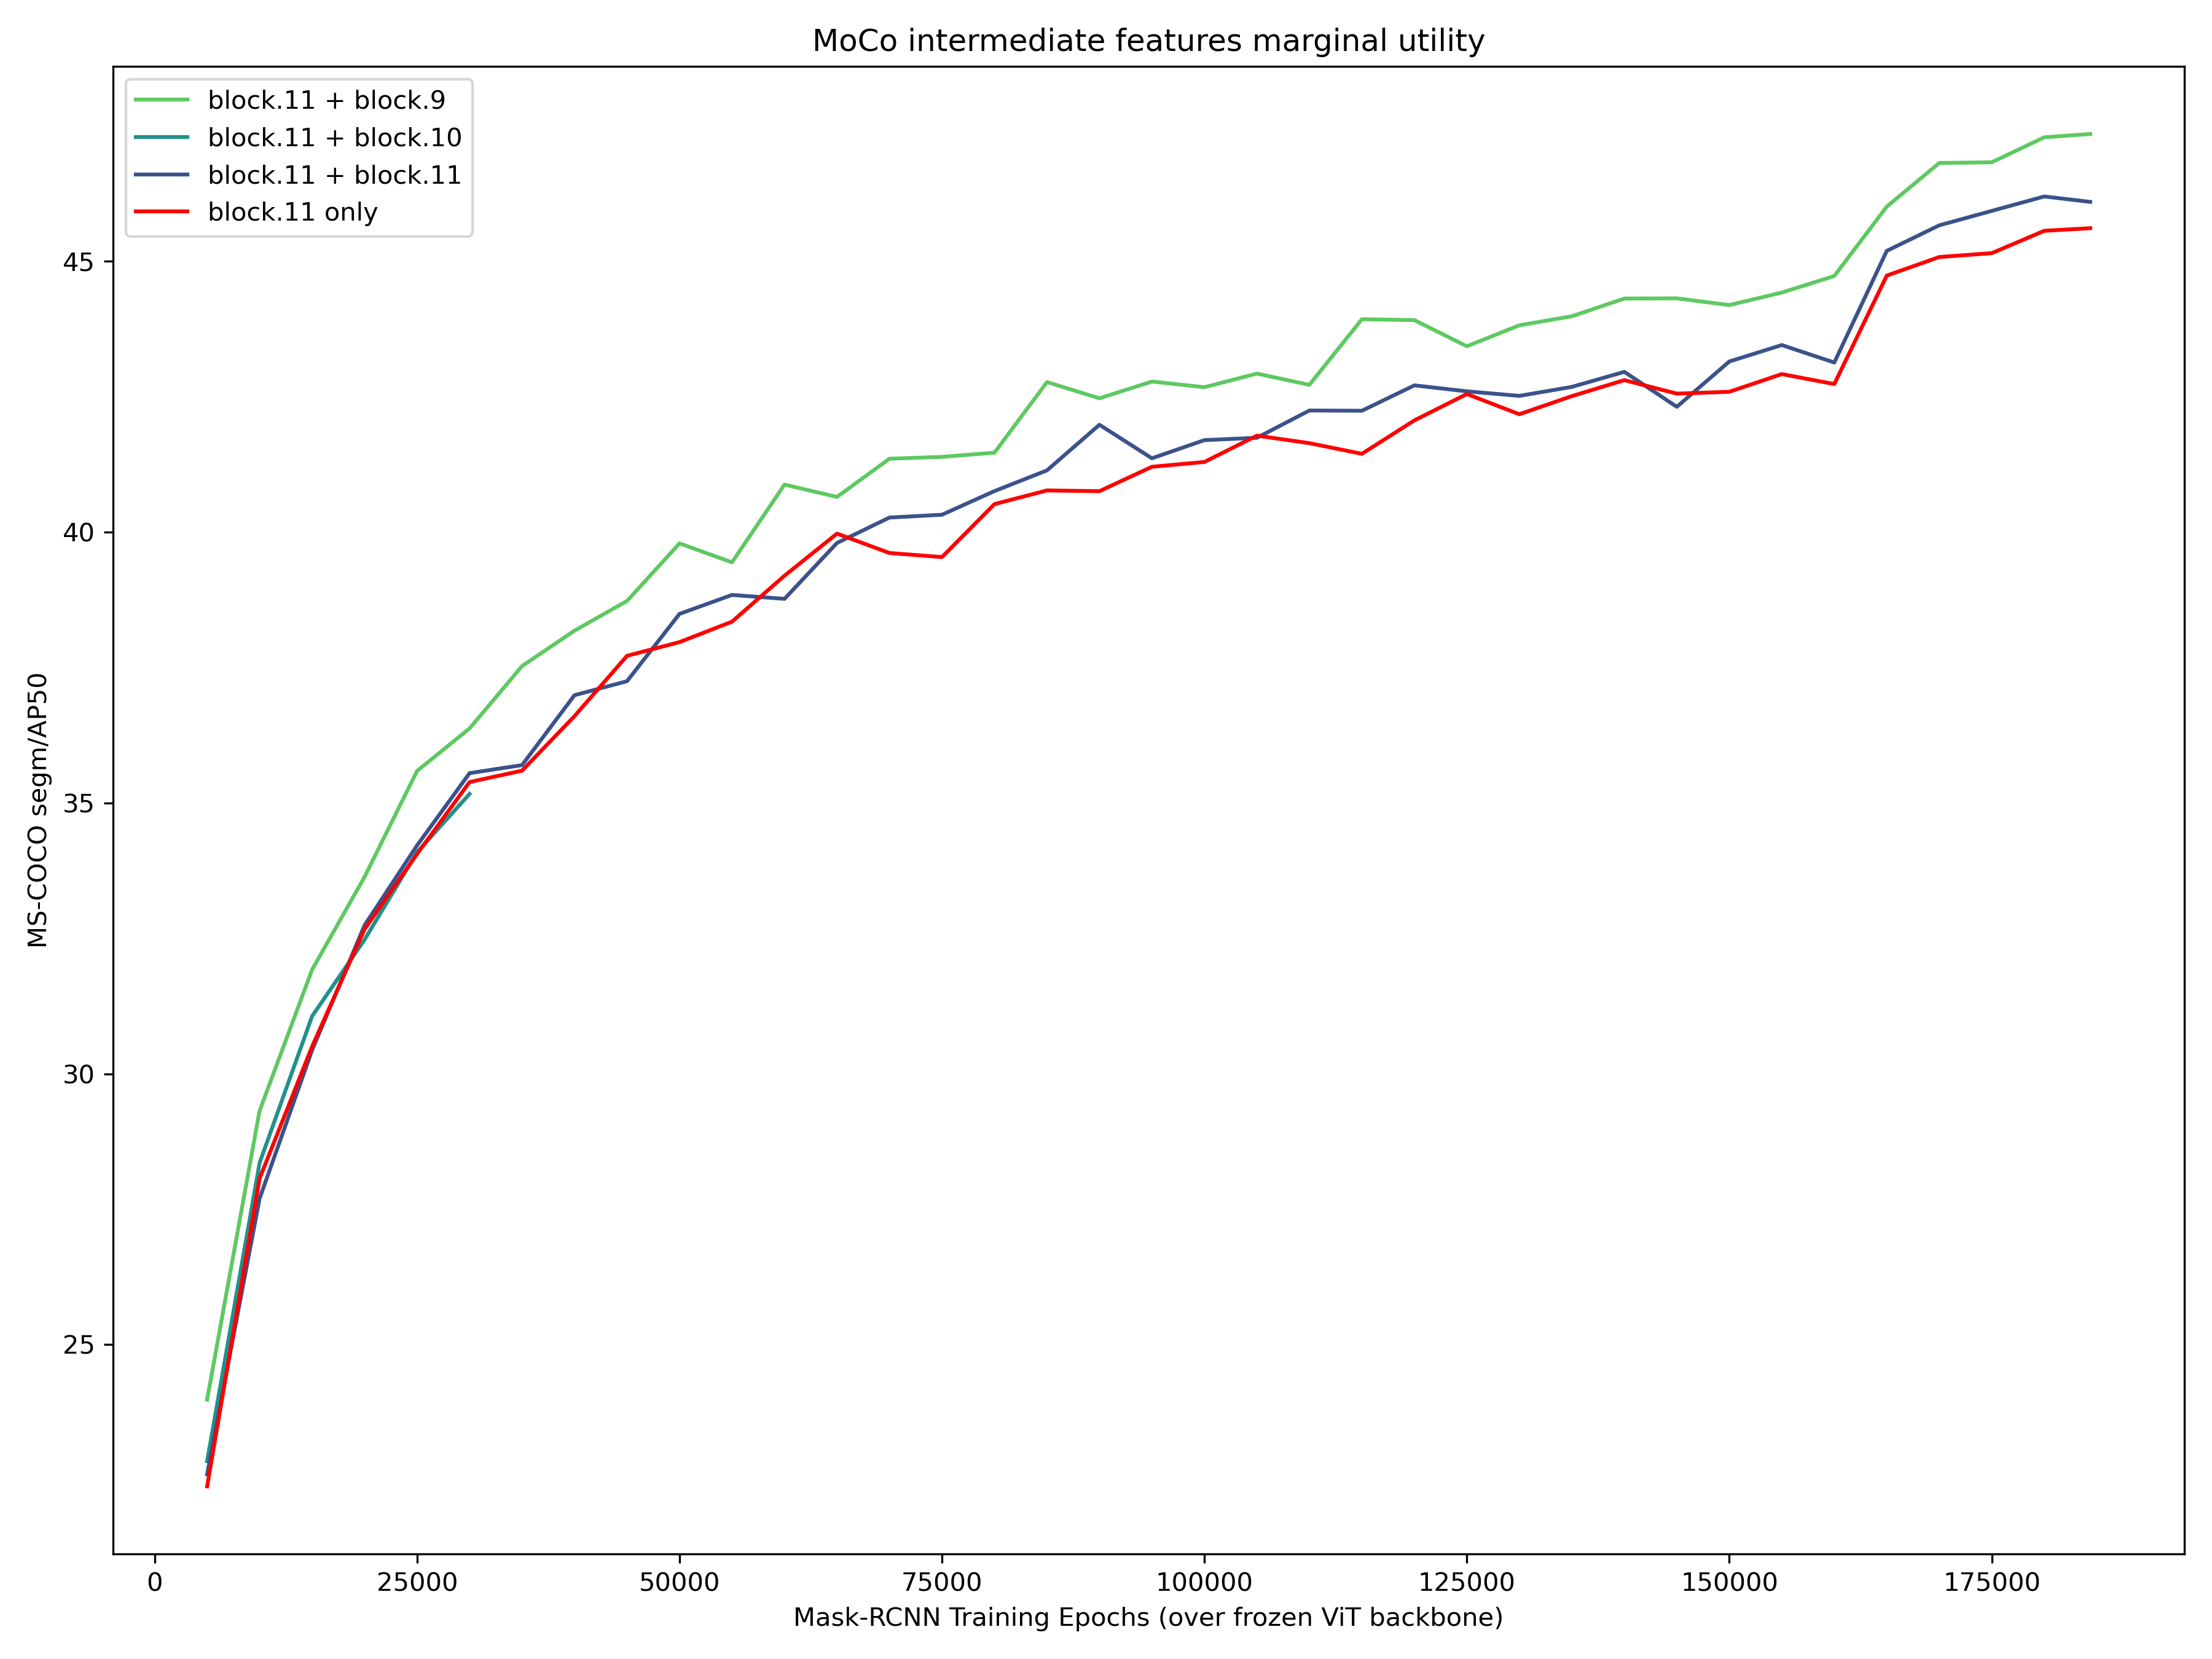 MoCo intermediate features marginal utility
block.11 + block.9
block.11 + block.10
block.11 + block.11
block.11 only
MS-COCO segm/AP50
45
40
35
30
25
0
25000
50000
75000
100000
125000
150000
175000
Mask-RCNN Training Epochs (over frozen ViT backbone)